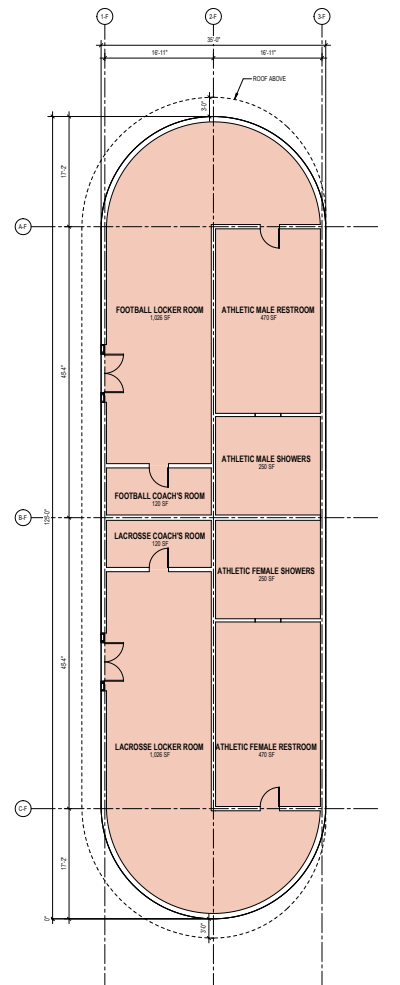 1-F
2-F
3-F
35'-0"
16'-11"
16'-11"
ROOF ABOVE
3'-0"
17'-2"
A-F
FOOTBALL LOCKER ROOM
1,026 SF
ATHLETIC MALE RESTROOM
470 SF
45'-4"
ATHLETIC MALE SHOWERS
250 SF
FOOTBALL COACH'S ROOM
120 SF
B-F
125'-0"
LACROSSE COACH'S ROOM
120 SF
ATHLETIC FEMALE SHOWERS
250 SF
45'-4"
LACROSSE LOCKER ROOM
1,026 SF
ATHLETIC FEMALE RESTROOM
470 SF
C-F
17'-2"
0"
3'-0"